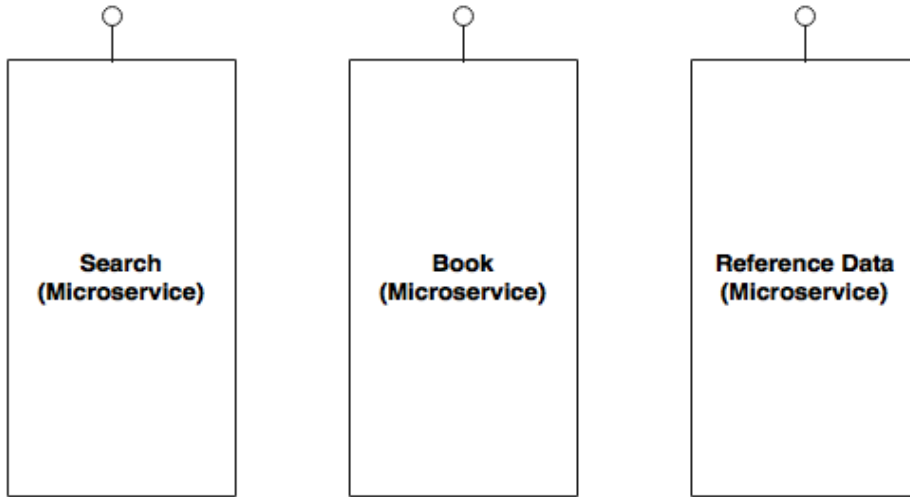 Search
(Microservice)
Book
(Microservice)
Reference Data
(Microservice)